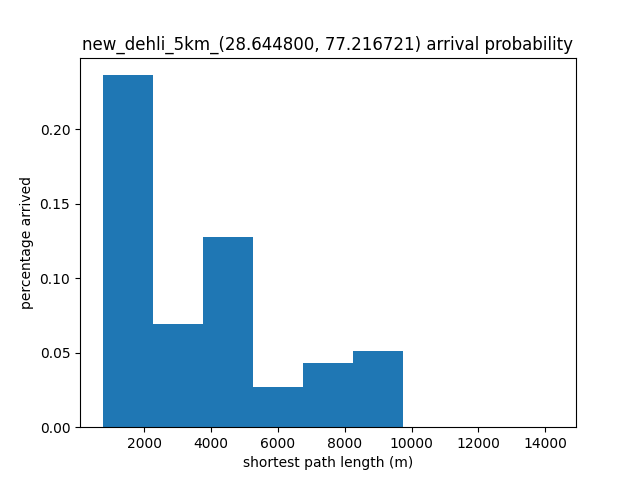 new_dehli_5km_(28.644800, 77.216721) arrival probability
percentage arrived
0.20
0.15
0.10
0.05
0.00
2000 4000 6000 8000 10000 12000 14000
shortest path length (m)